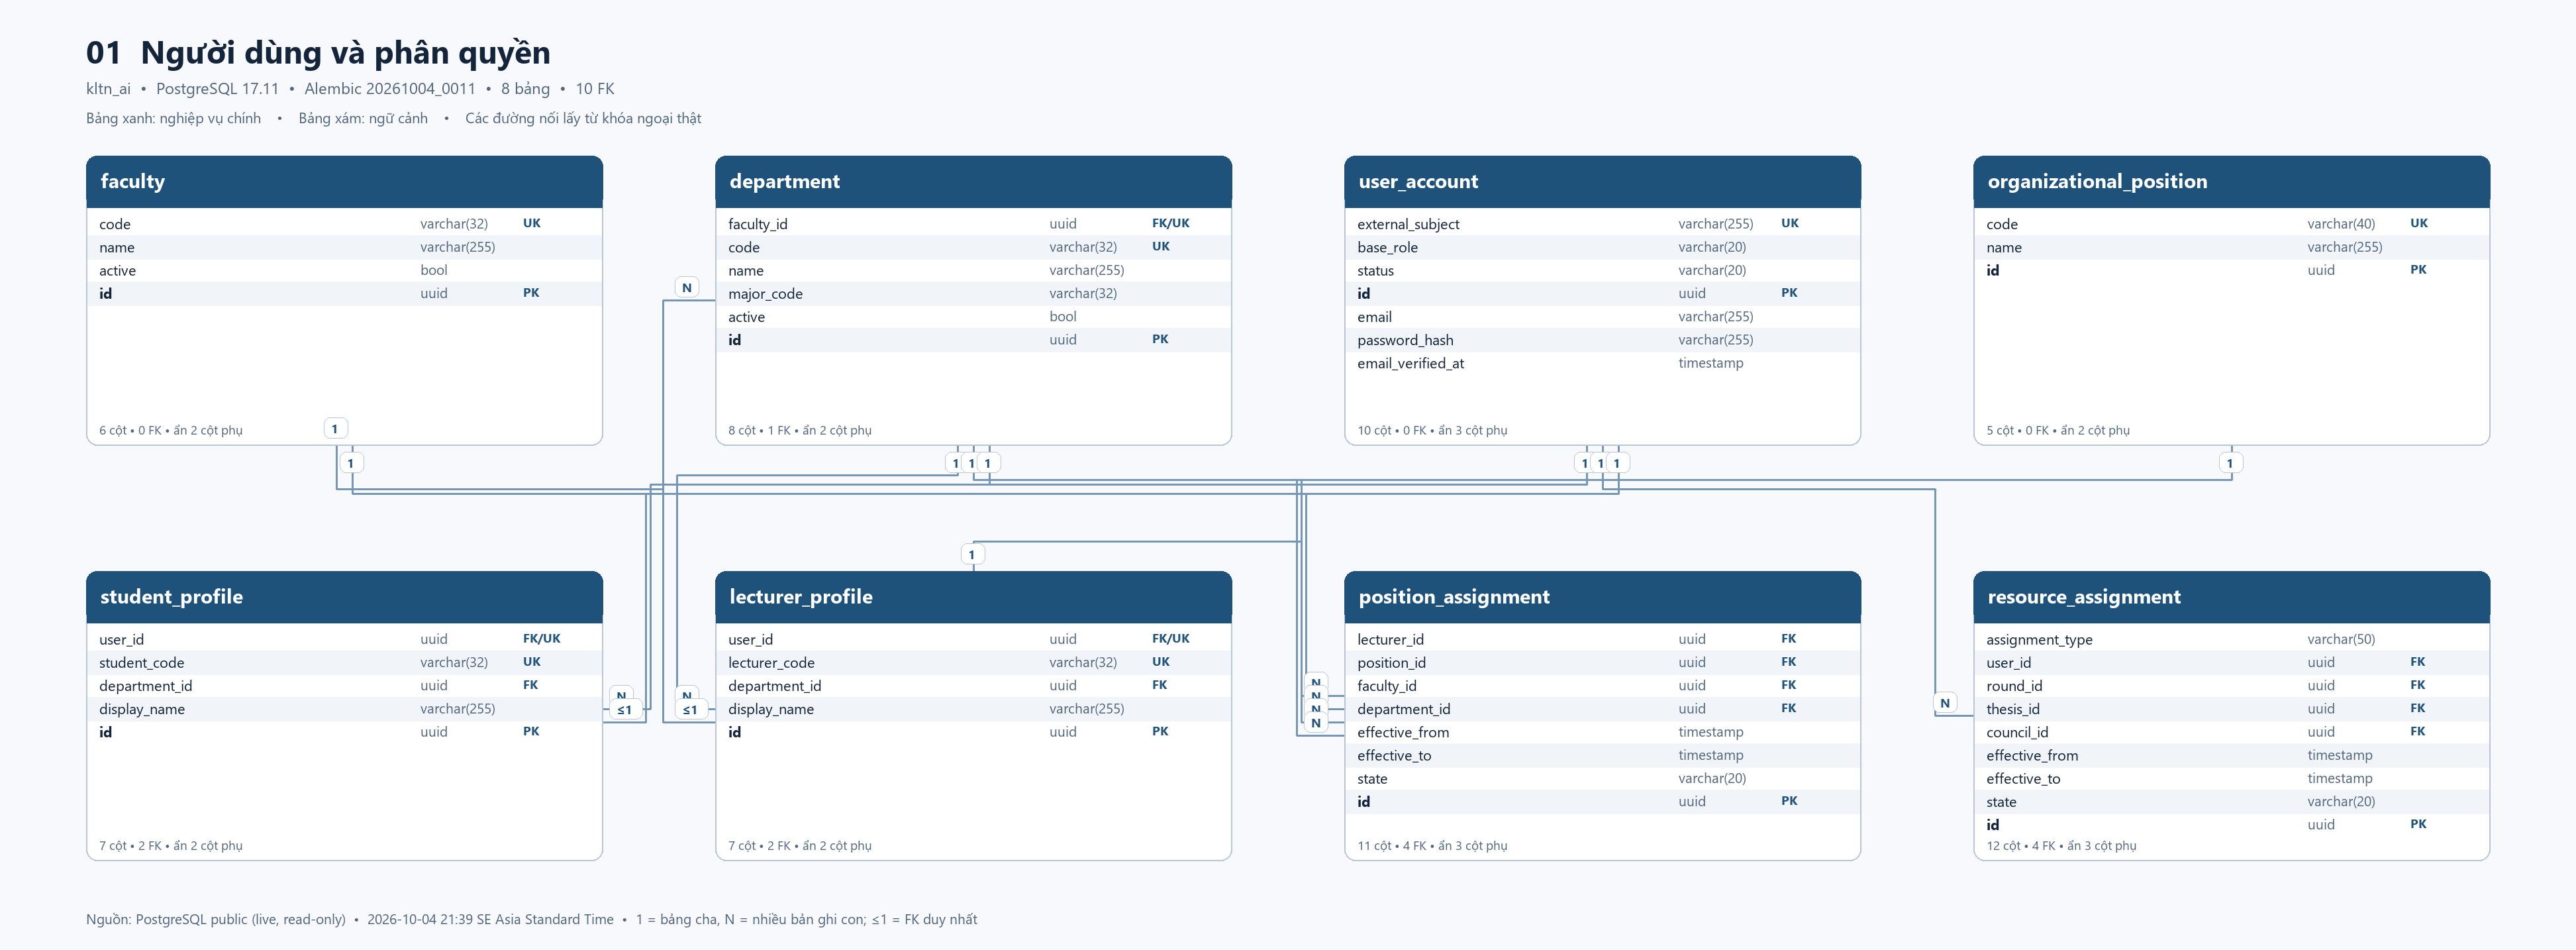 01 Người dùng và phân quyền
kltn_ai • PostgreSQL 17.11 • Alembic 20261004_0011 • 8 bảng • 10 FK
Bảng xanh: nghiệp vụ chính • Bảng xám: ngữ cảnh • Các đường nối lấy từ khóa ngoại thật
faculty
code varchar(32) UK
name varchar(255)
active bool
id uuid PK
6 cột • 0 FK • ẩn 2 cột phụ
1
1
department
faculty_id uuid FK/UK
code varchar(32) UK
name varchar(255)
major_code varchar(32)
active bool
id uuid PK
8 cột • 1 FK • ẩn 2 cột phụ
N
1 1 1
user_account
external_subject varchar(255) UK
base_role varchar(20)
status varchar(20)
id uuid PK
email varchar(255)
password_hash varchar(255)
email_verified_at timestamp
10 cột • 0 FK • ẩn 3 cột phụ
1 1 1
organizational_position
code varchar(40) UK
name varchar(255)
id uuid PK
5 cột • 0 FK • ẩn 2 cột phụ
1
student_profile
user_id uuid FK/UK
student_code varchar(32) UK
department_id uuid FK
display_name varchar(255)
id uuid PK
7 cột • 2 FK • ẩn 2 cột phụ
N
≤1
1
lecturer_profile
user_id uuid FK/UK
lecturer_code varchar(32) UK
department_id uuid FK
display_name varchar(255)
id uuid PK
7 cột • 2 FK • ẩn 2 cột phụ
N
≤1
position_assignment
lecturer_id uuid FK
position_id uuid FK
faculty_id uuid FK
department_id uuid FK
effective_from timestamp
effective_to timestamp
state varchar(20)
id uuid PK
11 cột • 4 FK • ẩn 3 cột phụ
N
N
N
N
resource_assignment
assignment_type varchar(50)
user_id uuid FK
round_id uuid FK
thesis_id uuid FK
council_id uuid FK
effective_from timestamp
effective_to timestamp
state varchar(20)
id uuid PK
12 cột • 4 FK • ẩn 3 cột phụ
N
Nguồn: PostgreSQL public (live, read-only) • 2026-10-04 21:39 SE Asia Standard Time • 1 = bảng cha, N = nhiều bản ghi con; ≤1 = FK duy nhất